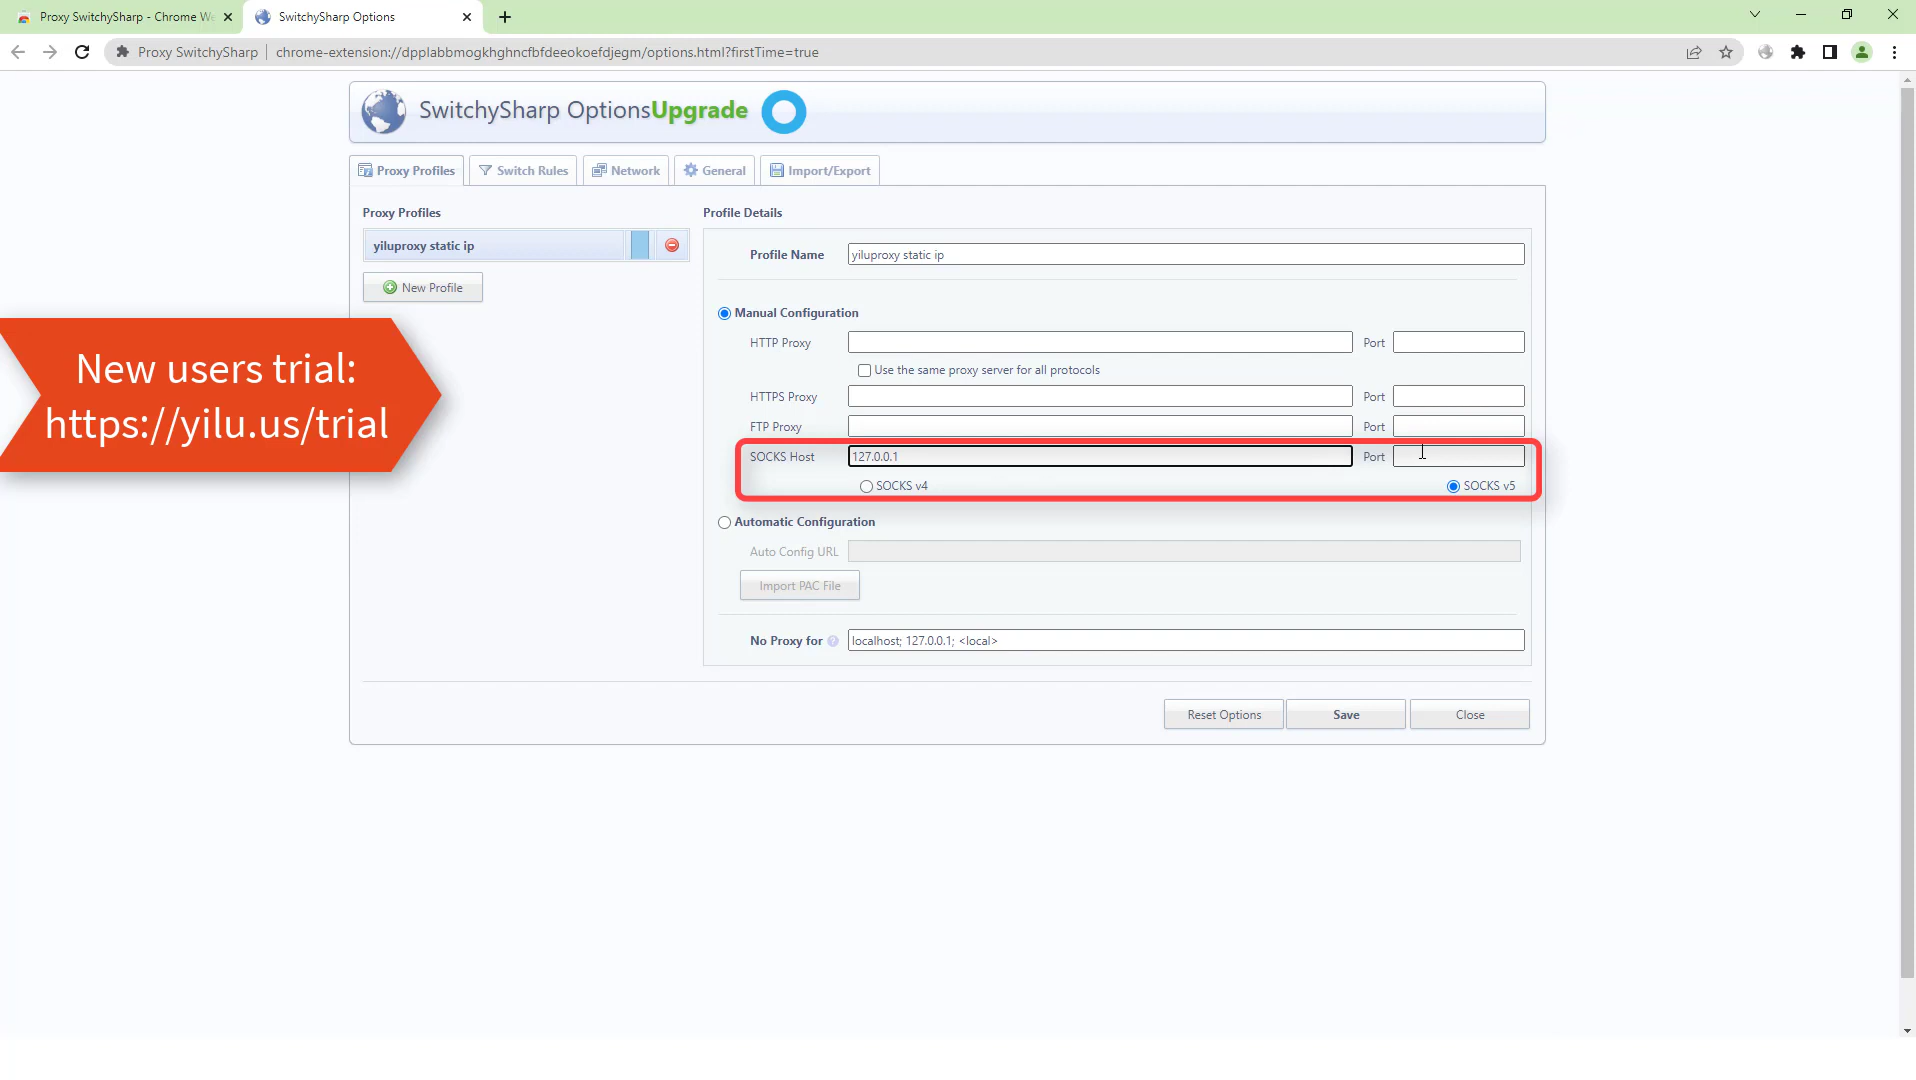 Proxy SwitchySharp - Chrome We
SwitchySharp Options
Proxy SwitchySharp
chrome-extension://dpplabbmogkhghncfbfdeeokoefdjegm/options.html?firstTime=true
SwitchySharp OptionsUpgrade
Proxy Profiles
Switch Rules
Network
General
Import/Export
Proxy Profiles
yiluproxy static ip
New Profile
New users trial:
https://yilu.us/trial
Profile Details
Profile Name
yiluproxy static ip
Manual Configuration
HTTP Proxy
Port
Use the same proxy server for all protocols
HTTPS Proxy
Port
FTP Proxy
Port
SOCKS Host
127.0.0.1
Port
SOCKS v4
SOCKS v5
Automatic Configuration
Auto Config URL
Import PAC File
No Proxy for
?
localhost; 127.0.0.1; <local>
Reset Options
Save
Close